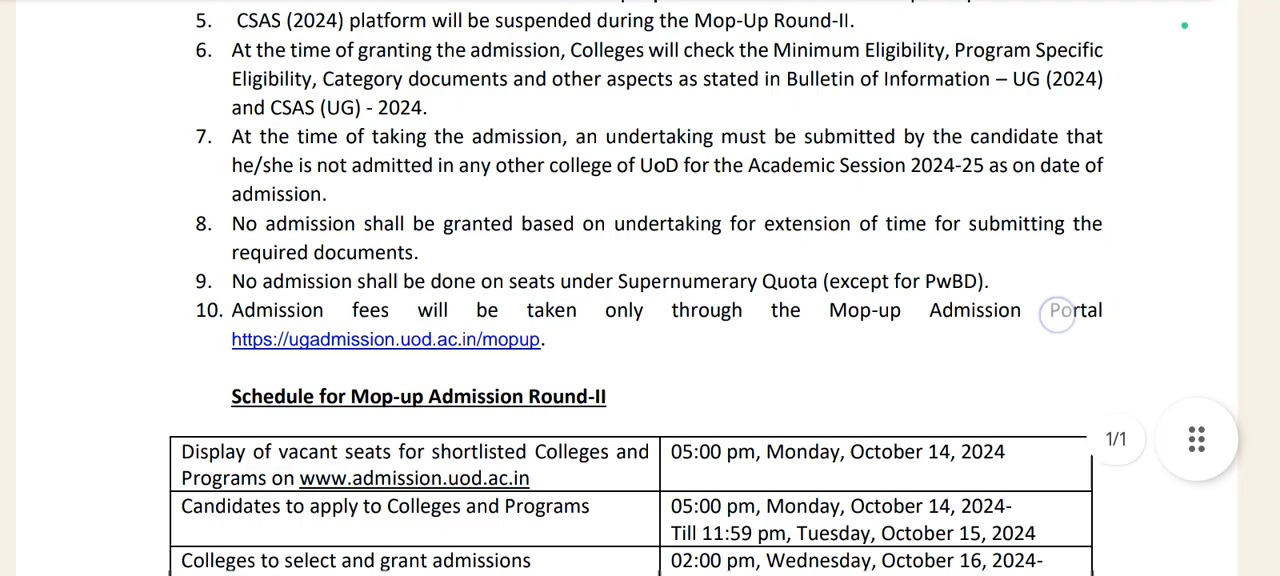 5. CSAS (2024) platform will be suspended during the Mop-Up Round-II.
6. At the time of granting the admission, Colleges will check the Minimum Eligibility, Program Specific
Eligibility, Category documents and other aspects as stated in Bulletin of Information – UG (2024)
and CSAS (UG) - 2024.
7. At the time of taking the admission, an undertaking must be submitted by the candidate that
he/she is not admitted in any other college of UoD for the Academic Session 2024-25 as on date of
admission.
8. No admission shall be granted based on undertaking for extension of time for submitting the
required documents.
9. No admission shall be done on seats under Supernumerary Quota (except for PwBD).
10. Admission fees will be taken only through the Mop-up Admission Portal
https://ugadmission.uod.ac.in/mopup.
Schedule for Mop-up Admission Round-II
Display of vacant seats for shortlisted Colleges and 05:00 pm, Monday, October 14, 2024
Programs on www.admission.uod.ac.in
1/1
Candidates to apply to Colleges and Programs 05:00 pm, Monday, October 14, 2024-
Till 11:59 pm, Tuesday, October 15, 2024
Colleges to select and grant admissions 02:00 pm, Wednesday, October 16, 2024-